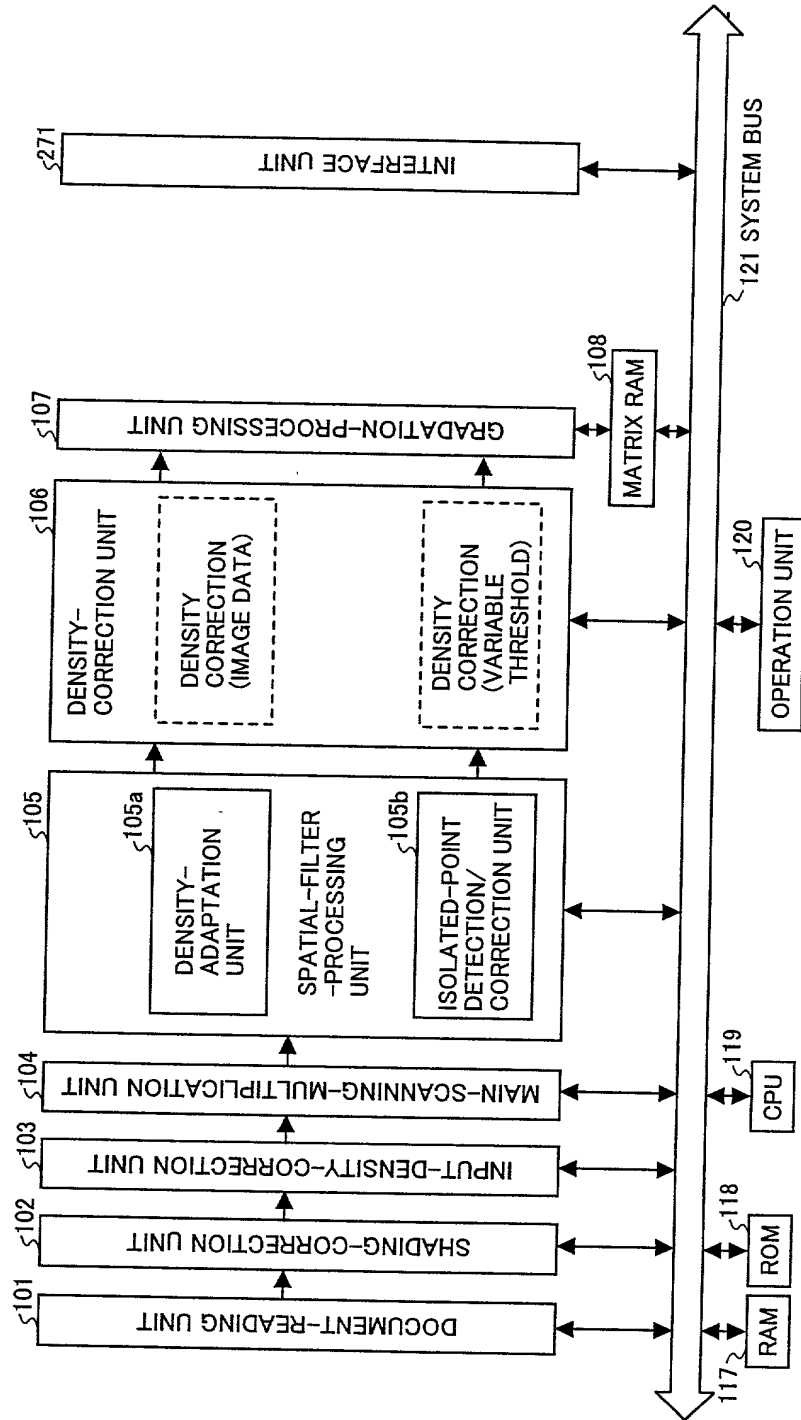 101
DOCUMENT-READING UNIT
102
SHADING-CORRECTION UNIT
103
INPUT-DENSITY-CORRECTION UNIT
104
MAIN-SCANNING-MULTIPLICATION UNIT
105
105a
DENSITY-
ADAPTATION
UNIT
SPATIAL-FILTER
-PROCESSING
UNIT
105b
ISOLATED-POINT
DETECTION/
CORRECTION UNIT
106
DENSITY-
CORRECTION UNIT
DENSITY
CORRECTION
(IMAGE DATA)
DENSITY
CORRECTION
(VARIABLE
THRESHOLD)
107
GRADATION-PROCESSING UNIT
108
MATRIX RAM
271
INTERFACE UNIT
117
RAM
118
ROM
119
CPU
120
OPERATION UNIT
121 SYSTEM BUS